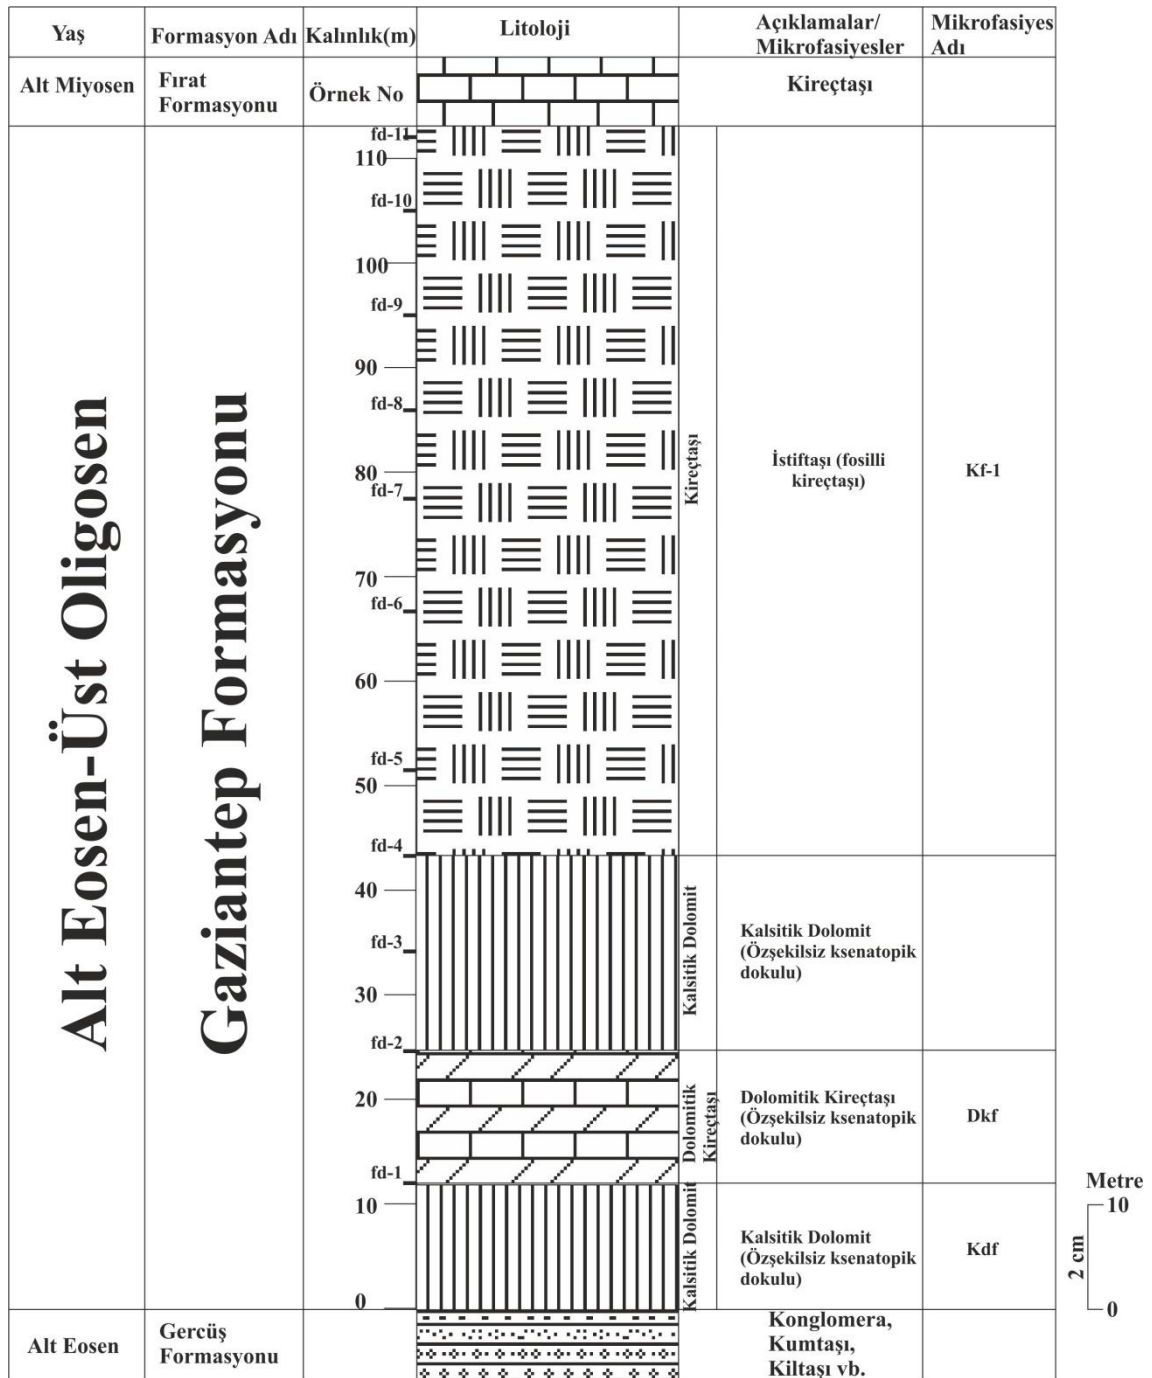 Yaş
Formasyon Adı
Kalınlık(m)
Litoloji
Açıklamalar/
Mikrofasiyesler
Mikrofasiyes
Adı
Alt Miyosen
Fırat
Formasyonu
Örnek No
Kireçtaşı
Alt Eosen-Üst Oligosen
Gaziantep Formasyonu
fd-11
110
fd-10
100
fd-9
90
fd-8
80
fd-7
70
fd-6
60
fd-5
50
fd-4
40
fd-3
30
fd-2
20
fd-1
10
0
Kireçtaşı
İstiftaşı (fosilli
kireçtaşı)
Kf-1
Kalsitik Dolomit
Kalsitik Dolomit
(Özşekilsiz ksenatopik
dokulu)
Dolomitik
Kireçtaşı
Dolomitik Kireçtaşı
(Özşekilsiz ksenatopik
dokulu)
Dkf
Kalsitik Dolomit
Kalsitik Dolomit
(Özşekilsiz ksenatopik
dokulu)
Kdf
Metre
10
2 cm
0
Alt Eosen
Gercüş
Formasyonu
Konglomera,
Kumtaşı,
Kiltaşı vb.